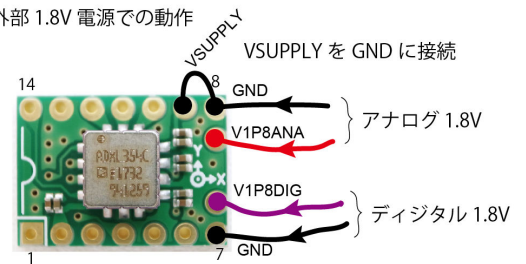 外部 1.8V 電源での動作
VSUPPLY
VSUPPLY を GND に接続
14
8
GND
V1P8ANA
アナログ 1.8V
ADXL354C
Y
X
V1P8DIG
ディジタル 1.8V
1
7
GND